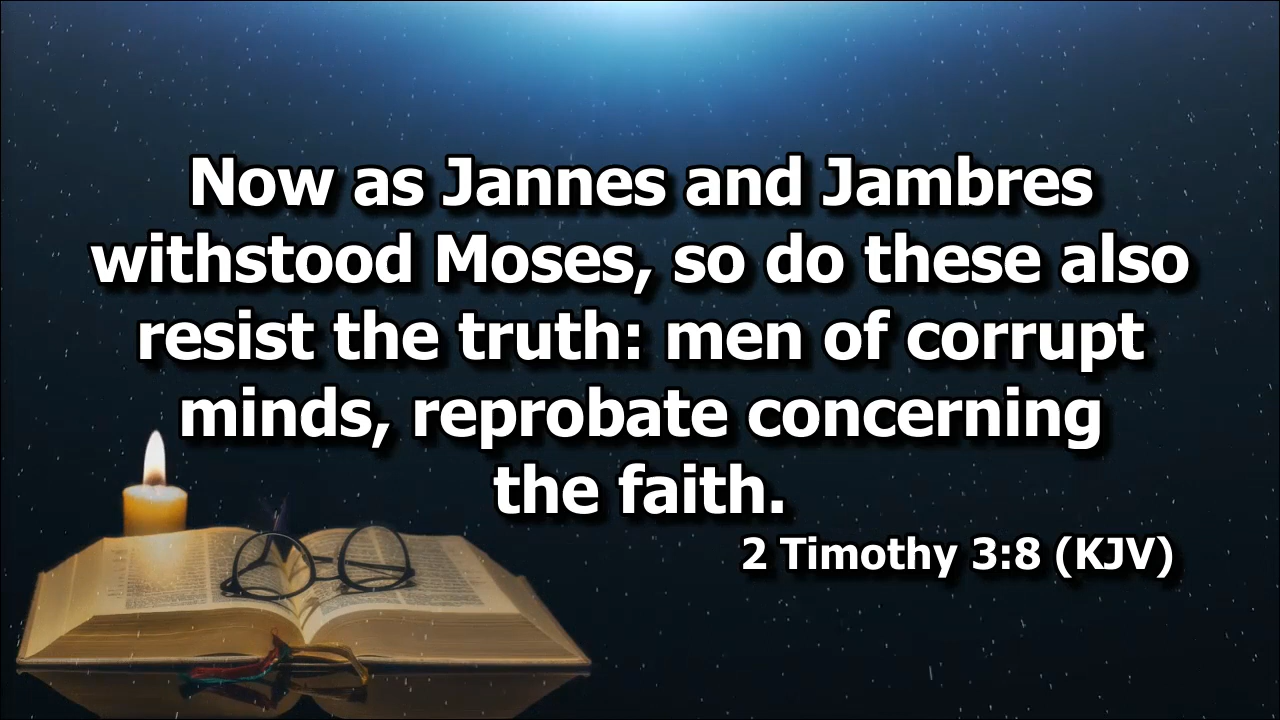 Now as Jannes and Jambres
withstood Moses, so do these also
resist the truth: men of corrupt
minds, reprobate concerning
the faith.
2 Timothy 3:8 (KJV)